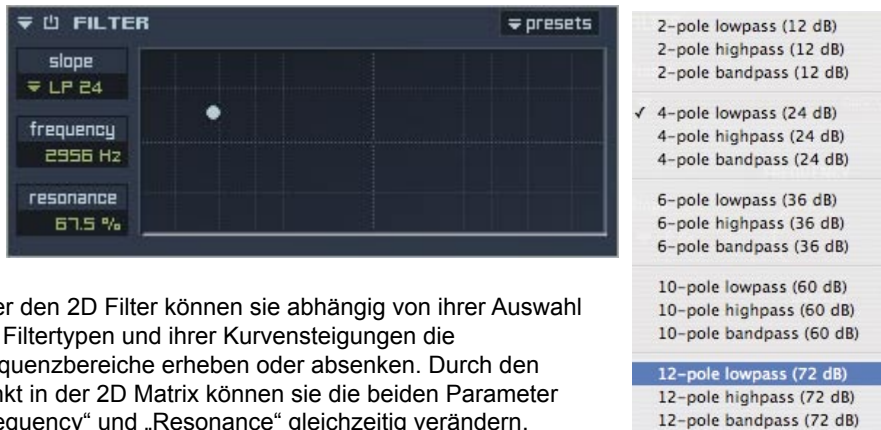 FILTER
presets
slope
LP 24
frequency
2956 Hz
resonance
67.5 %
er den 2D Filter können sie abhängig von ihrer Auswahl
Filtertypen und ihrer Kurvensteigungen die
quenzbereiche erheben oder absenken. Durch den
nkt in der 2D Matrix können sie die beiden Parameter
equency“ und „Resonance“ gleichzeitig verändern.
2-pole lowpass (12 dB)
2-pole highpass (12 dB)
2-pole bandpass (12 dB)
✓ 4-pole lowpass (24 dB)
4-pole highpass (24 dB)
4-pole bandpass (24 dB)
6-pole lowpass (36 dB)
6-pole highpass (36 dB)
6-pole bandpass (36 dB)
10-pole lowpass (60 dB)
10-pole highpass (60 dB)
10-pole bandpass (60 dB)
12-pole lowpass (72 dB)
12-pole highpass (72 dB)
12-pole bandpass (72 dB)